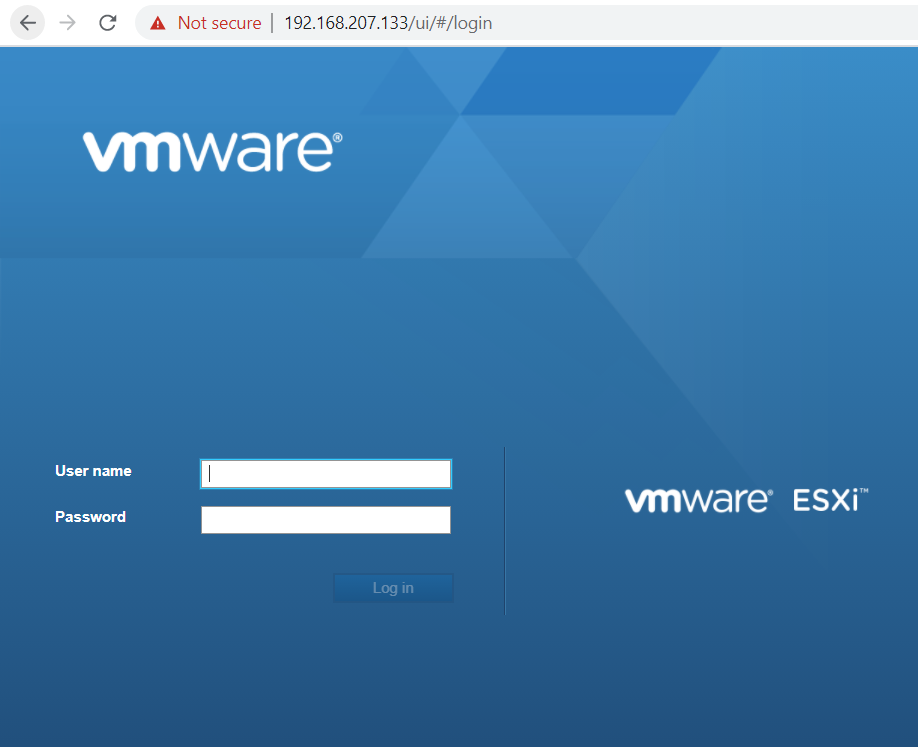 Not secure | 192.168.207.133/ui/#/login
vmware®
User name
Password
Log in
vmware® ESXi™